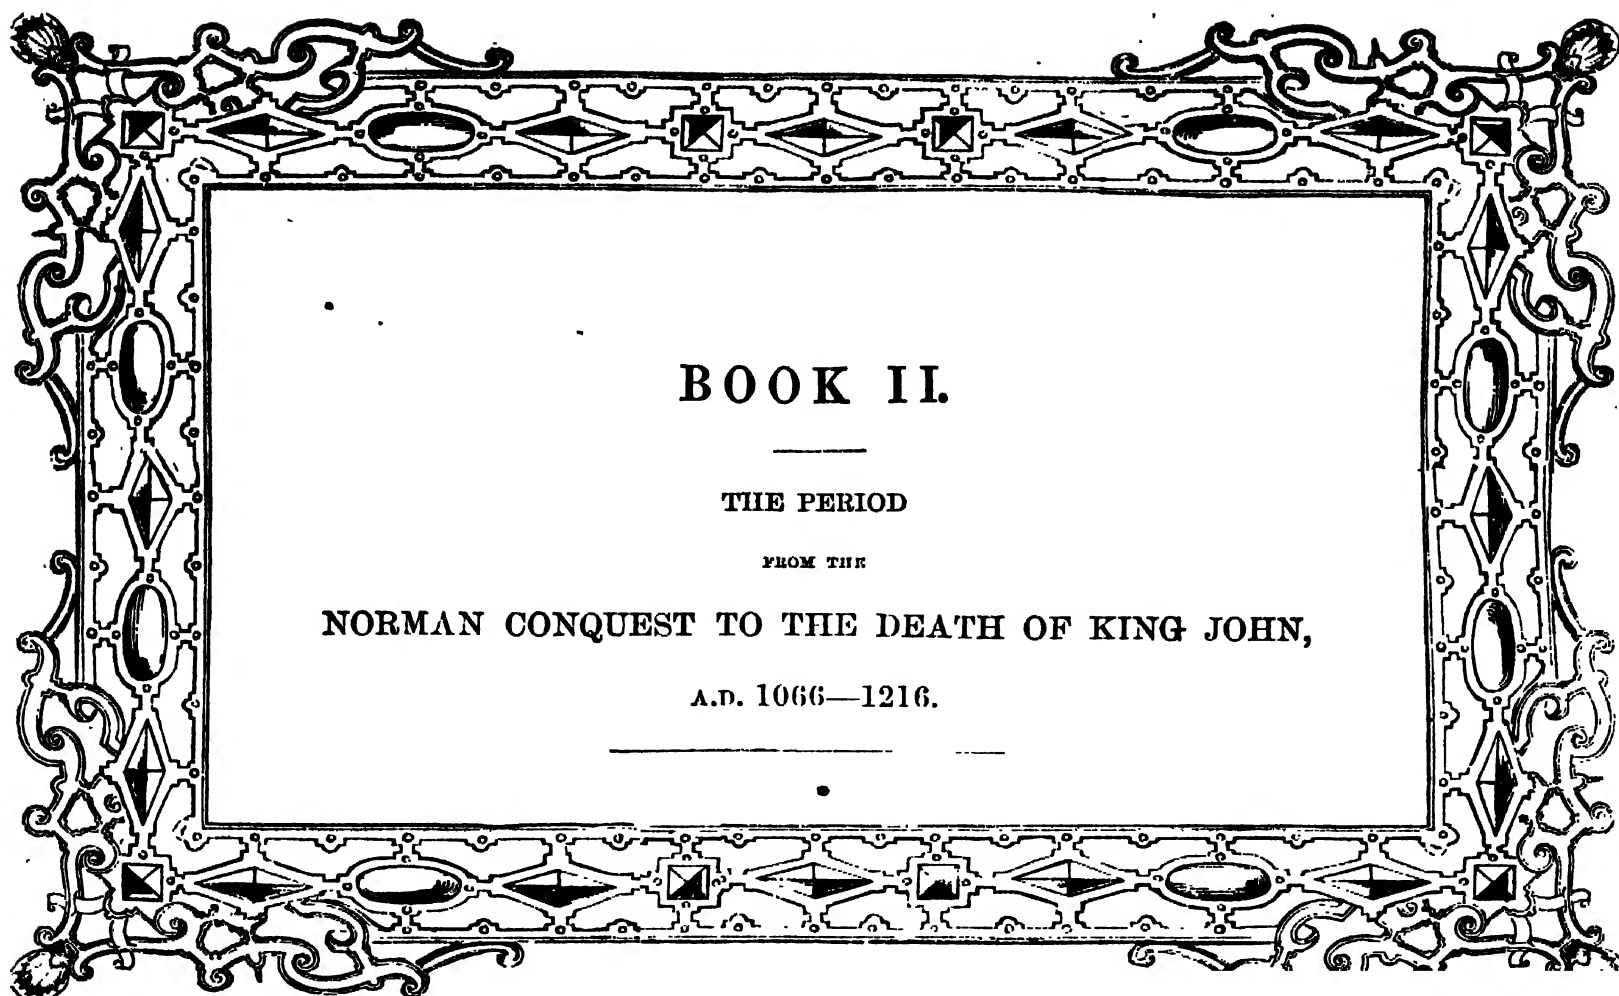 BOOK II.
THE PERIOD
FROM THE
NORMAN CONQUEST TO THE DEATH OF KING JOHN,
A.D. 1066—1216.